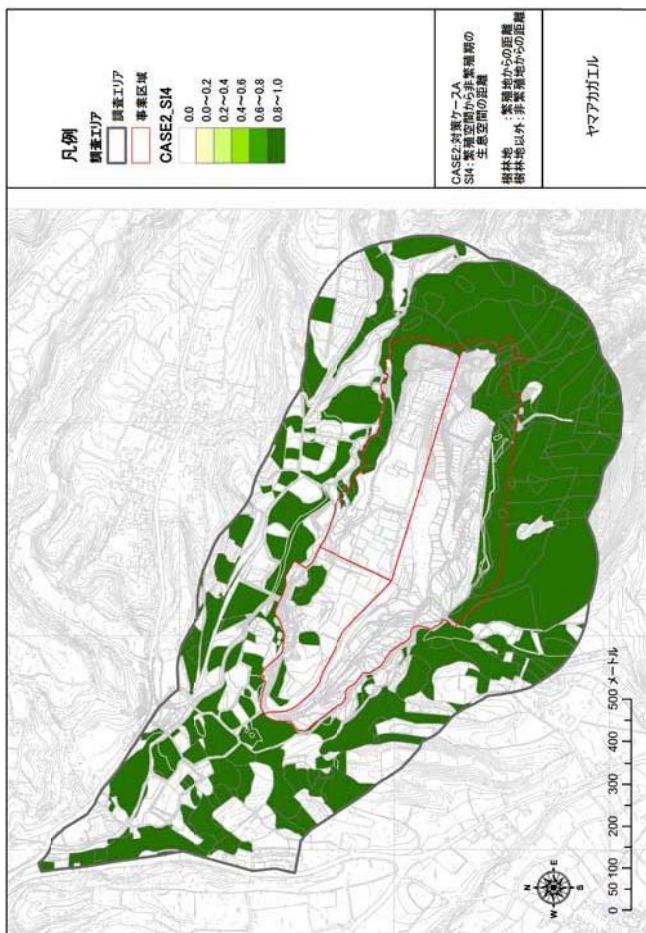 凡例
調査エリア
調査エリア
事業区域
CASE2_SI4
0.0
0.0~0.2
0.2~0.4
0.4~0.6
0.6~0.8
0.8~1.0
CASE2:対策ケースA
SI4:繁殖空間から非繁殖期の
生息空間の距離
樹林地 :繁殖地からの距離
樹林地以外:非繁殖地からの距離
ヤマアカガエル
N
W E
S
0 50 100 200 300 400 500 メートル